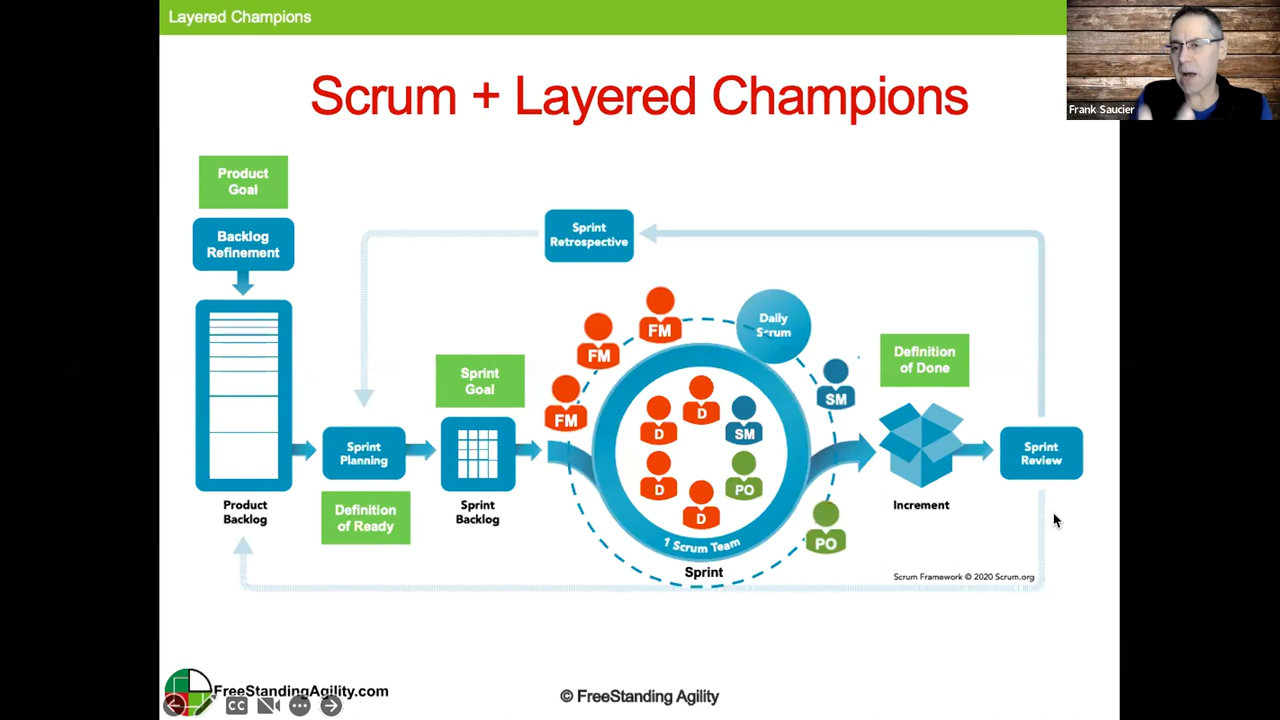 Layered Champions
Frank Saucier
Scrum + Layered Champions
Product
Goal
Backlog
Refinement
Sprint
Retrospective
FM
FM
FM
Daily
Scrum
Sprint
Goal
Definition
of Done
SM
D
D
SM
D
PO
D
Sprint
Planning
Sprint
Review
Product
Backlog
Definition
of Ready
Sprint
Backlog
Increment
1 Scrum Team
PO
Sprint
Scrum Framework © 2020 Scrum.org
FreeStandingAgility.com
CC
© FreeStanding Agility